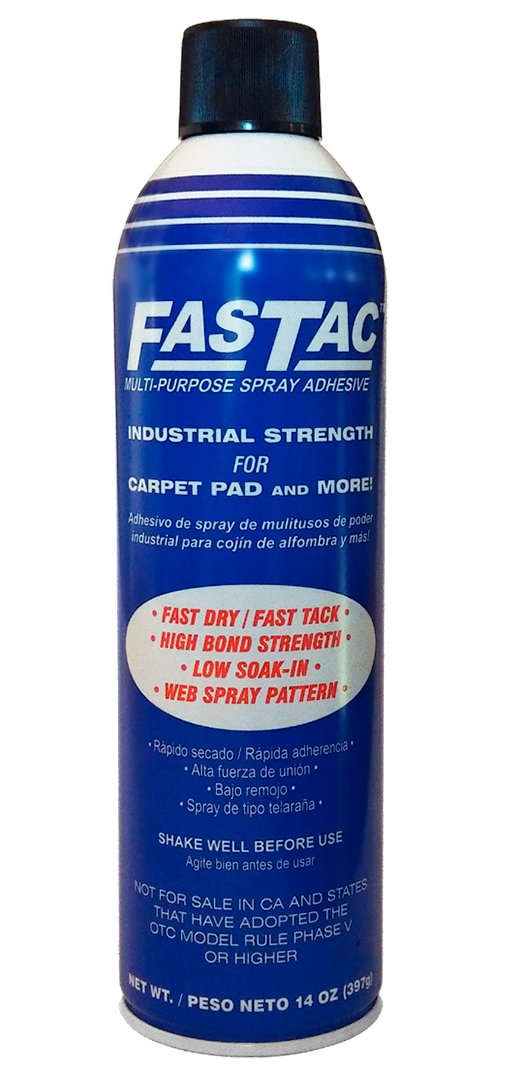 FASTAC™
MULTI-PURPOSE SPRAY ADHESIVE
INDUSTRIAL STRENGTH
FOR
CARPET PAD AND MORE!
Adhesivo de spray de mulitusos de poder
industrial para cojín de alfombra y más!
• FAST DRY / FAST TACK •
• HIGH BOND STRENGTH •
• LOW SOAK-IN •
• WEB SPRAY PATTERN •
• Rápido secado / Rápida adherencia •
• Alta fuerza de unión •
• Bajo remojo •
• Spray de tipo telaraña •
SHAKE WELL BEFORE USE
Agite bien antes de usar
NOT FOR SALE IN CA AND STATES
THAT HAVE ADOPTED THE
OTC MODEL RULE PHASE V
OR HIGHER
NET WT. / PESO NETO 14 OZ (397g)